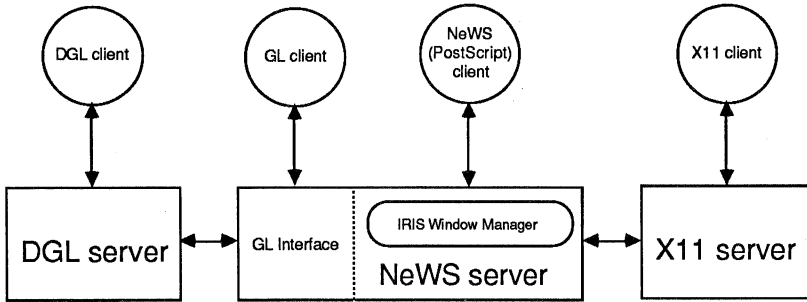 DGL client
GL client
NeWS
(PostScript)
client
X11 client
DGL server
GL Interface
IRIS Window Manager
NeWS server
X11 server